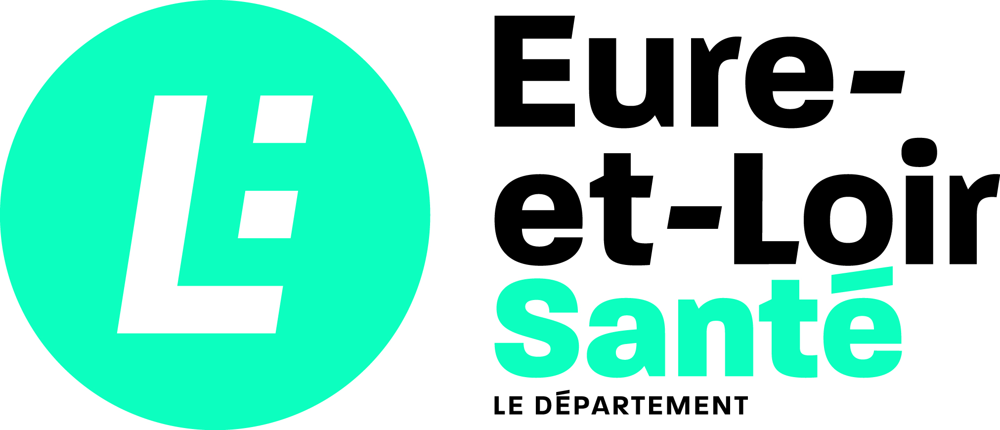 Eure-
et-Loir
Santé
LE DÉPARTEMENT